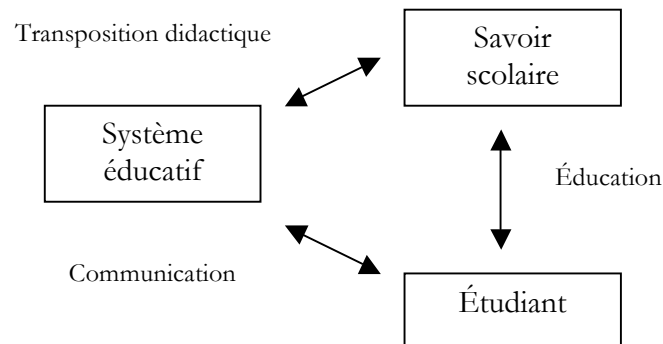 Transposition didactique
Savoir
scolaire
Système
éducatif
Éducation
Communication
Étudiant